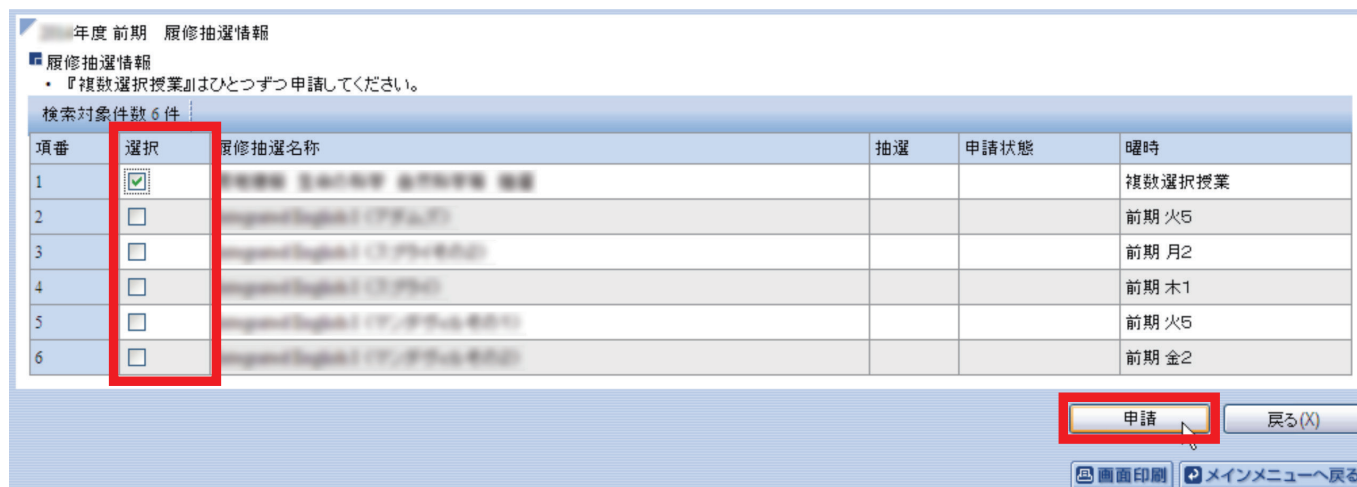 年度 前期 履修抽選情報
履修抽選情報
・ 『複数選択授業』はひとつずつ申請してください。
検索対象件数 6 件
項番 選択 履修抽選名称 抽選 申請状態 曜時
1 複数選択授業
2 前期 火5
3 前期 月2
4 前期 木1
5 前期 火5
6 前期 金2
申請 戻る(X)
画面印刷 メインメニューへ戻る